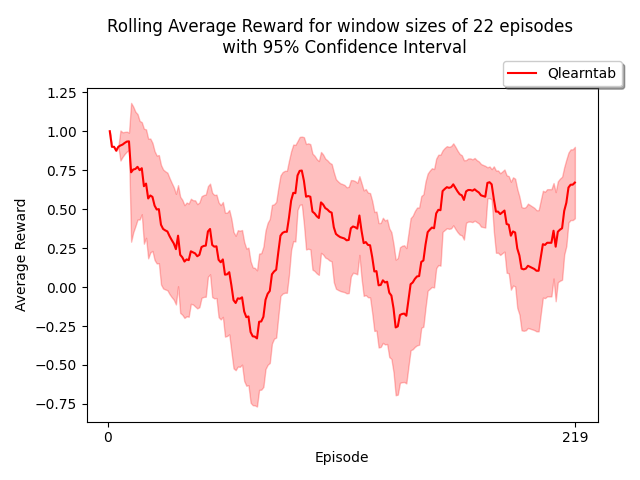 Rolling Average Reward for window sizes of 22 episodes
with 95% Confidence Interval
Qlearntab
1.25
1.00
0.75
0.50
0.25
0.00
−0.25
−0.50
−0.75
Average Reward
0
219
Episode